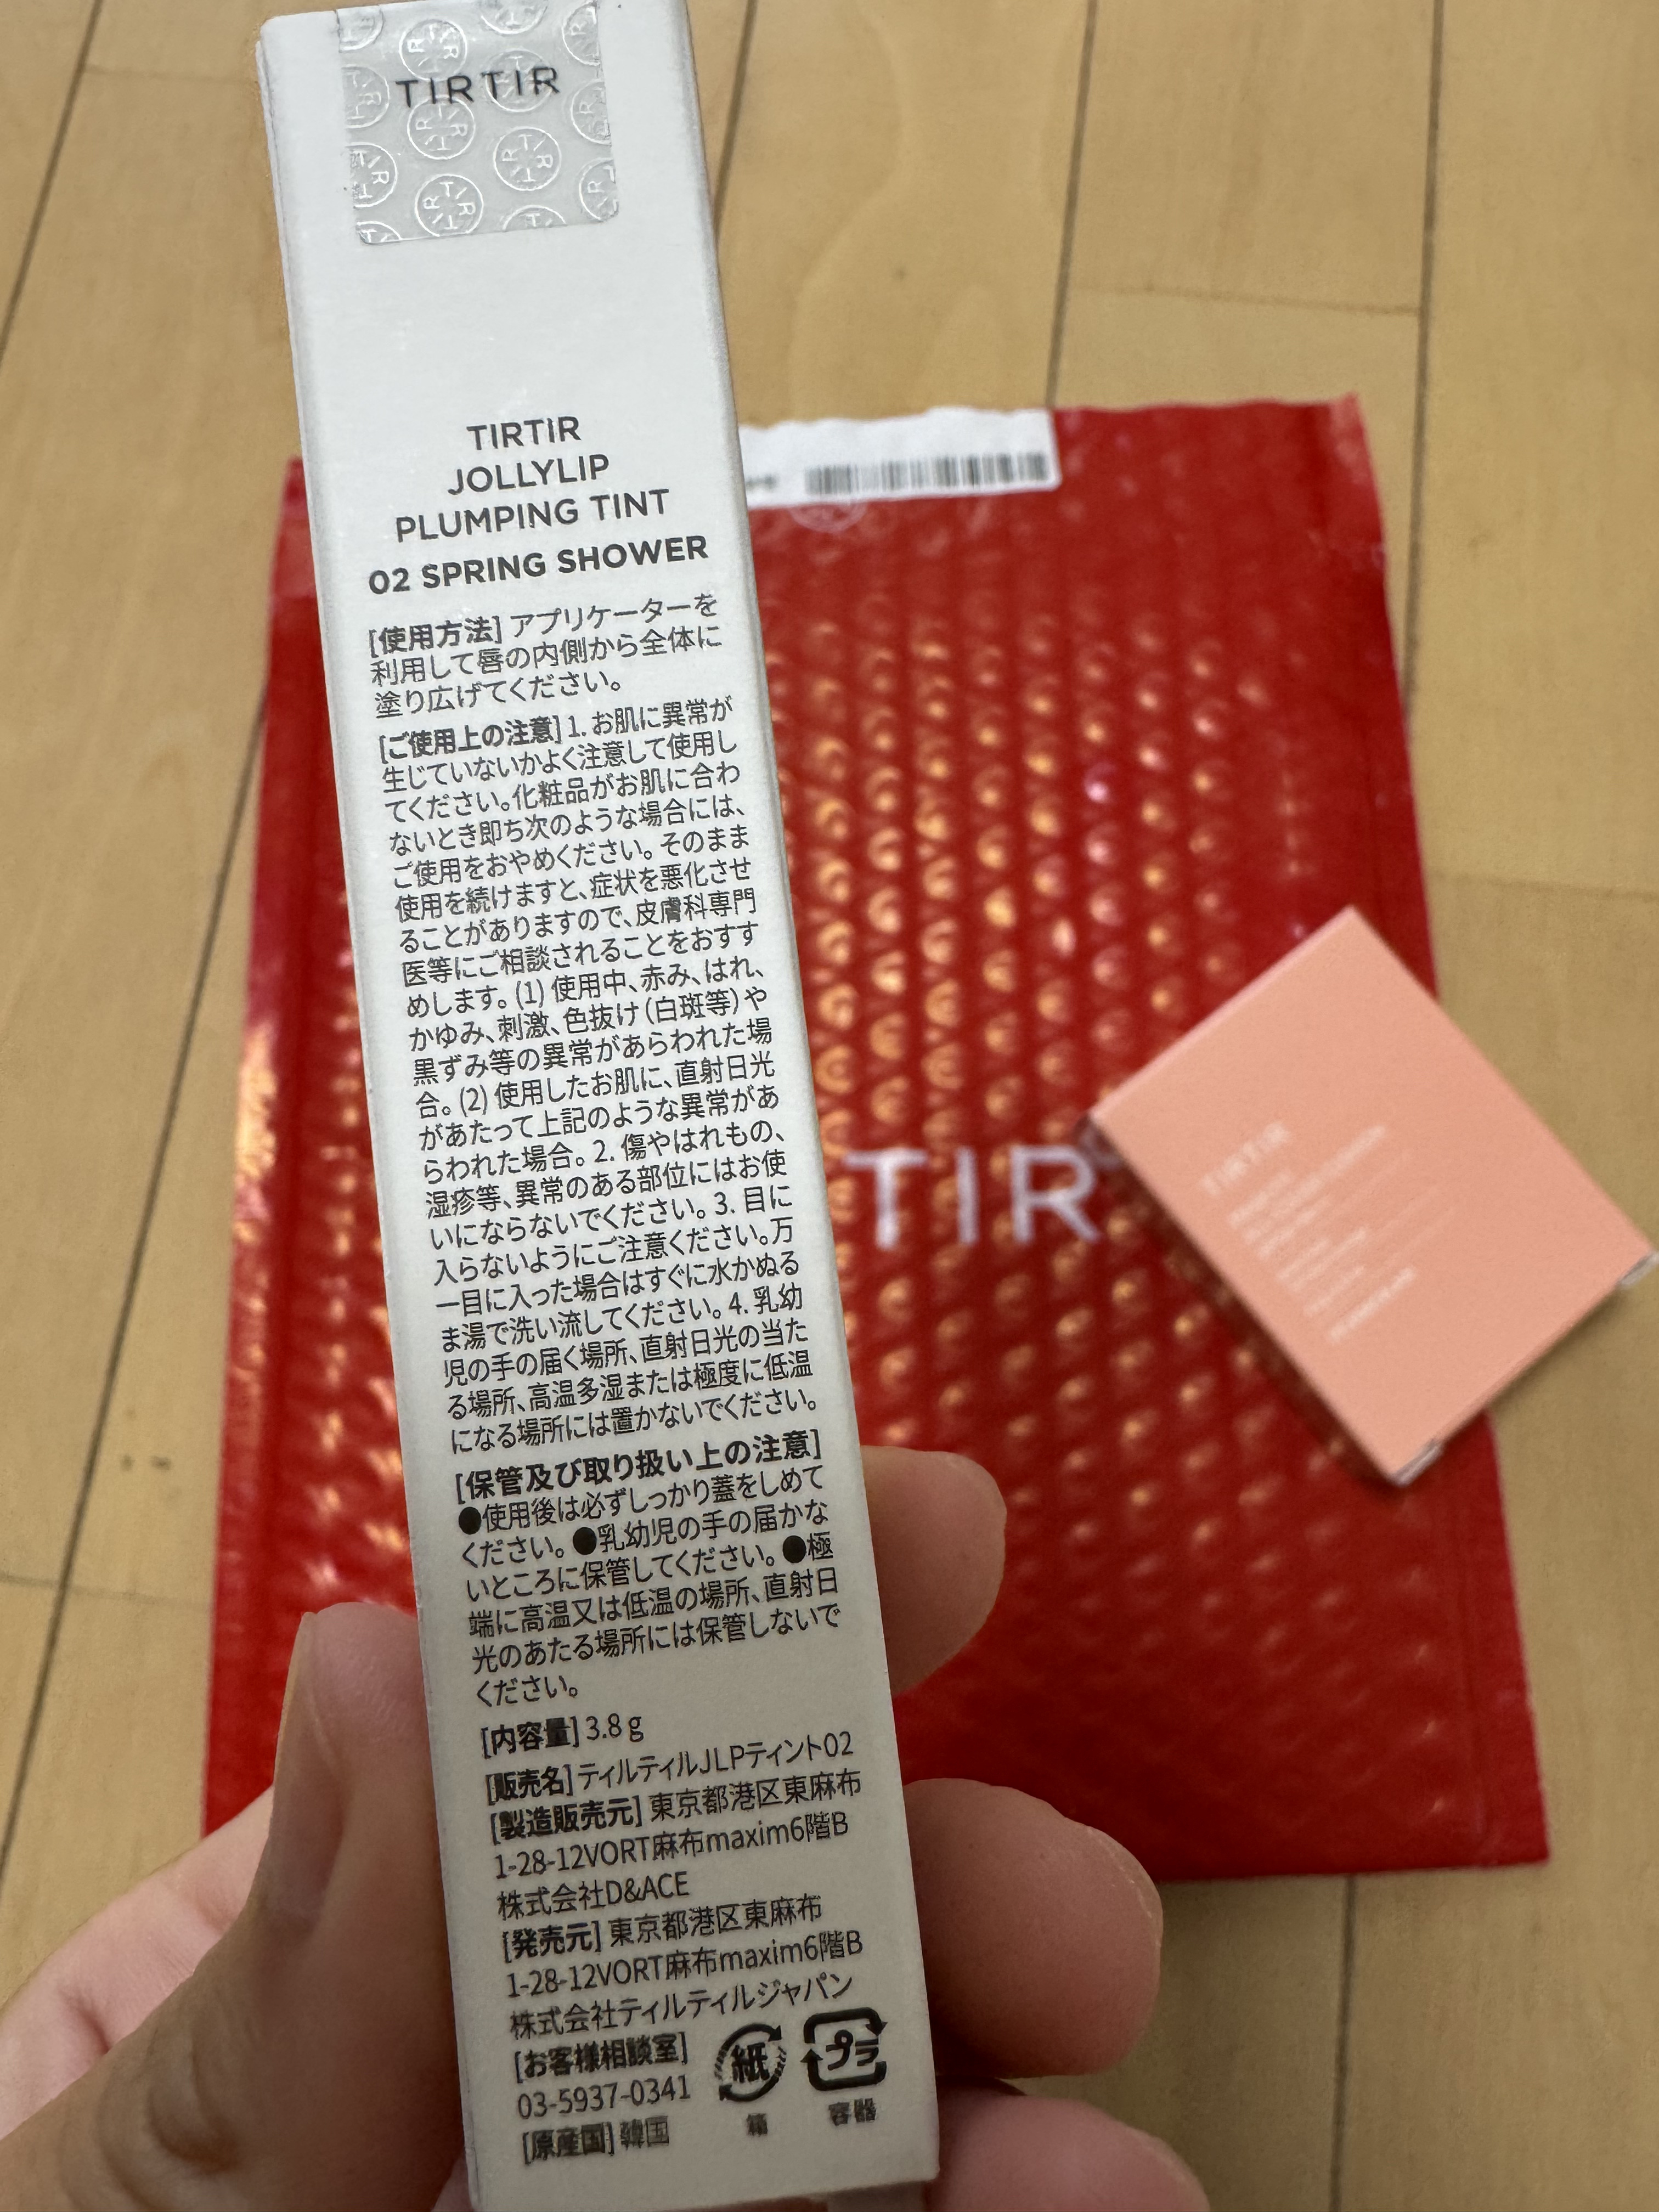 TIRTIR
TIRTIR
JOLLYLIP
PLUMPING TINT
02 SPRING SHOWER
[使用方法] アプリケーターを
利用して唇の内側から全体に
塗り広げてください。
[ご使用上の注意] 1. お肌に異常が
生じていないかよく注意して使用し
てください。化粧品がお肌に合わ
ないとき即ち次のような場合には、
ご使用をおやめください。そのまま
使用を続けますと、症状を悪化させ
ることがありますので、皮膚科専門
医等にご相談されることをおすす
めします。(1) 使用中、赤み、はれ、
かゆみ、刺激、色抜け (白斑等) や
黒ずみ等の異常があらわれた場
合。(2) 使用したお肌に、直射日光
があたって上記のような異常があ
らわれた場合。2. 傷やはれもの、
湿疹等、異常のある部位にはお使
いにならないでください。3. 目に
入らないようにご注意ください。万
一目に入った場合はすぐに水かぬる
ま湯で洗い流してください。4. 乳幼
児の手の届く場所、直射日光の当た
る場所、高温多湿または極度に低温
になる場所には置かないでください。
[保管及び取り扱い上の注意]
●使用後は必ずしっかり蓋をしめて
ください。●乳幼児の手の届かな
いところに保管してください。●極
端に高温又は低温の場所、直射日
光のあたる場所には保管しないで
ください。
[内容量] 3.8 g
[販売名] ティルティルJLPティント02
[製造販売元] 東京都港区東麻布
1-28-12VORT麻布maxim6階B
株式会社D&ACE
[発売元] 東京都港区東麻布
1-28-12VORT麻布maxim6階B
株式会社ティルティルジャパン
[お客様相談室]
03-5937-0341
[原産国] 韓国
紙
箱
プラ
容器
TIR
TIRTIR